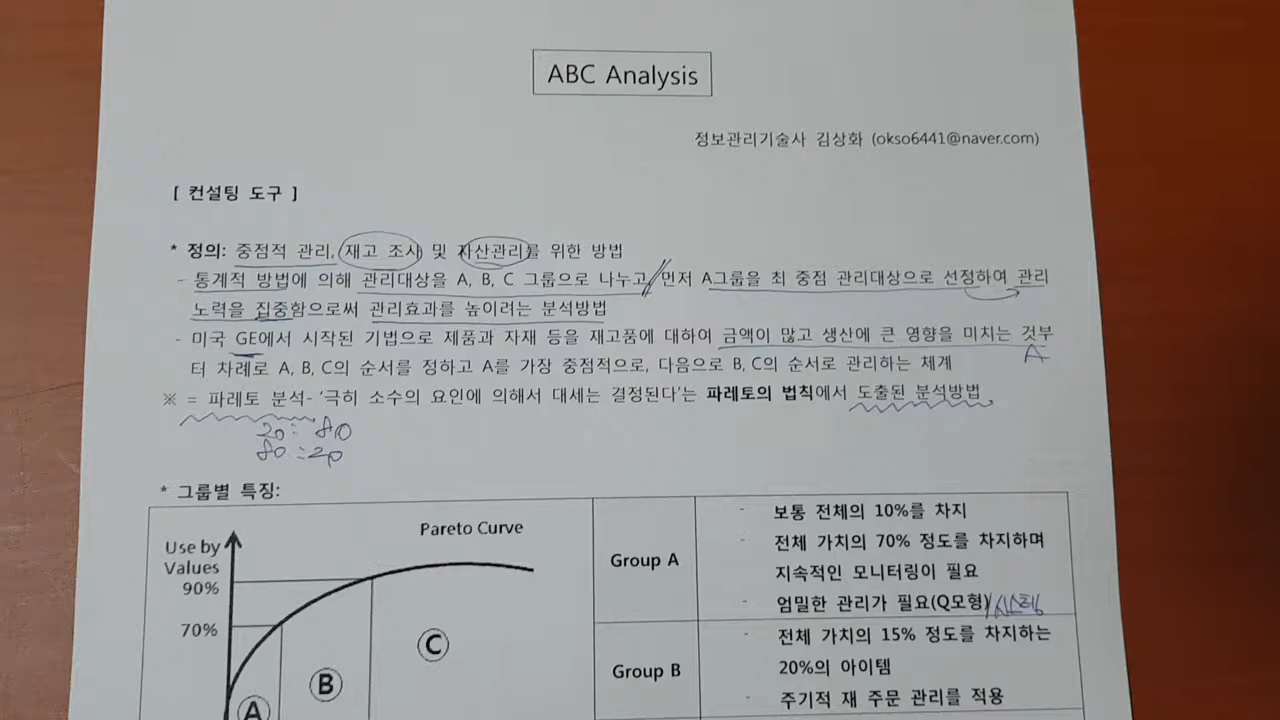 ABC Analysis
정보관리기술사 김상화 (okso6441@naver.com)
[ 컨설팅 도구 ]
* 정의: 중점적 관리, 재고 조사 및 자산관리를 위한 방법
- 통계적 방법에 의해 관리대상을 A, B, C 그룹으로 나누고, 먼저 A그룹을 최 중점 관리대상으로 선정하여 관리
노력을 집중함으로써 관리효과를 높이려는 분석방법
- 미국 GE에서 시작된 기법으로 제품과 자재 등을 재고품에 대하여 금액이 많고 생산에 큰 영향을 미치는 것부
터 차례로 A, B, C의 순서를 정하고 A를 가장 중점적으로, 다음으로 B, C의 순서로 관리하는 체계
A
※ = 파레토 분석- '극히 소수의 요인에 의해서 대세는 결정된다'는 파레토의 법칙에서 도출된 분석방법
20 : 80
80 : 20
* 그룹별 특징:
Pareto Curve
Use by
Values
90%
70%
A
B
C
Group A
- 보통 전체의 10%를 차지
- 전체 가치의 70% 정도를 차지하며
지속적인 모니터링이 필요
- 엄밀한 관리가 필요(Q모형)
Group B
- 전체 가치의 15% 정도를 차지하는
20%의 아이템
- 주기적 재 주문 관리를 적용